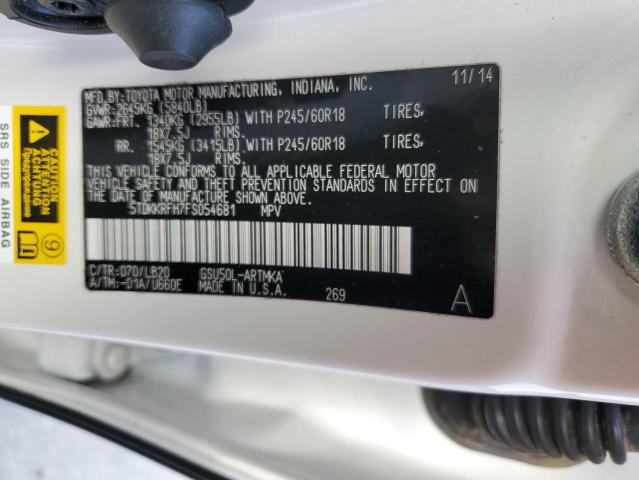 MFD.BY:TOYOTA MOTOR MANUFACTURING, INDIANA, INC. 11/14
GVWR:2645KG (5840LB)
GAWR:FRT. 1340KG (2955LB) WITH P245/60R18 TIRES,
18X7.5J RIMS.
RR. 1545KG (3415LB) WITH P245/60R18 TIRES,
18X7.5J RIMS.
THIS VEHICLE CONFORMS TO ALL APPLICABLE FEDERAL MOTOR
VEHICLE SAFETY AND THEFT PREVENTION STANDARDS IN EFFECT ON
THE DATE OF MANUFACTURE SHOWN ABOVE.
5TDKKRFH7FS054681 MPV
C/TR:070/LB20 GSU50L-ARTMKA
A/TM:-01A/U660E MADE IN U.S.A. 269 A
SRS SIDE AIRBAG
CAUTION
ATTENTION
ACHTUNG
9